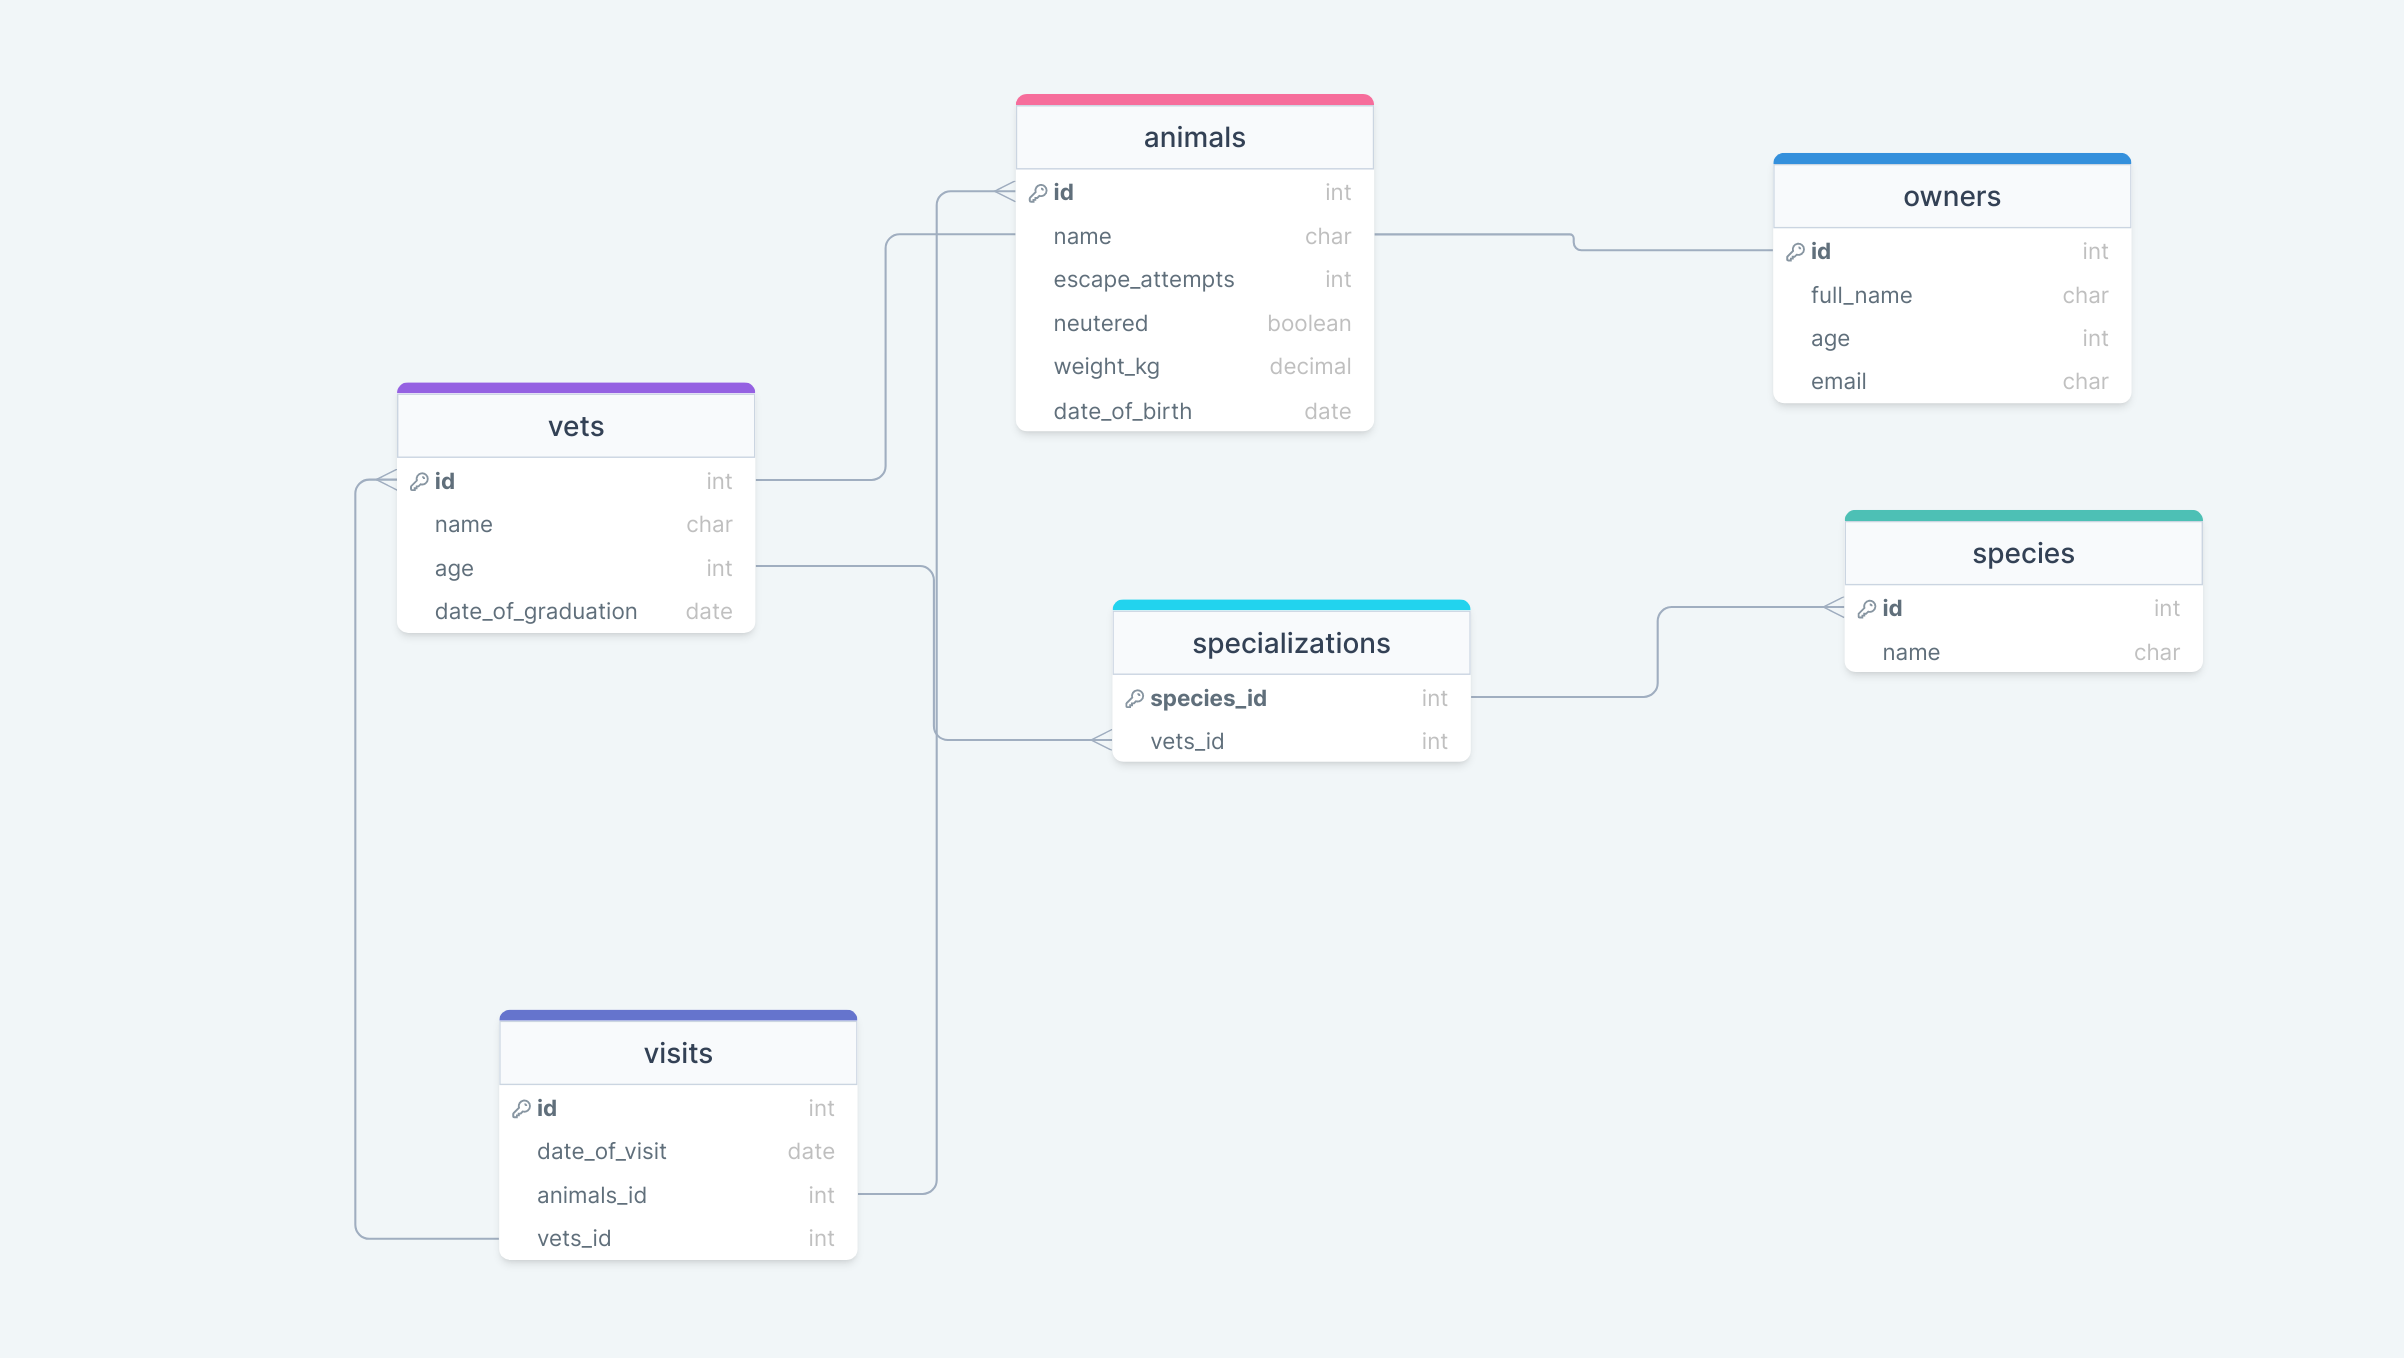 animals
id int
name char
escape_attempts int
neutered boolean
weight_kg decimal
date_of_birth date
owners
id int
full_name char
age int
email char
vets
id int
name char
age int
date_of_graduation date
species
id int
name char
specializations
species_id int
vets_id int
visits
id int
date_of_visit date
animals_id int
vets_id int